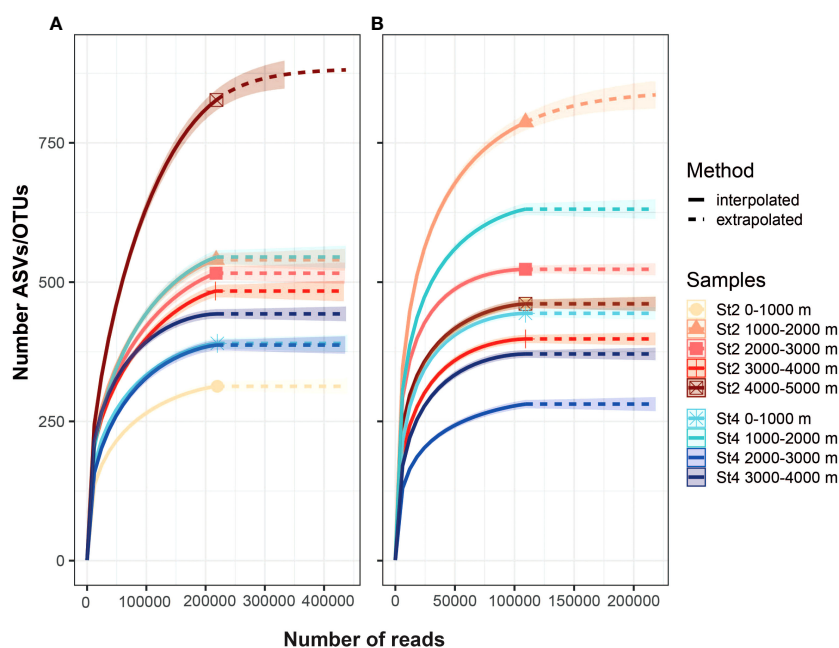 A
B
Number ASVs/OTUs
750
500
250
0
0
100000
200000
300000
400000
0
50000
100000
150000
200000
Number of reads
Method
interpolated
extrapolated
Samples
St2 0-1000 m
St2 1000-2000 m
St2 2000-3000 m
St2 3000-4000 m
St2 4000-5000 m
St4 0-1000 m
St4 1000-2000 m
St4 2000-3000 m
St4 3000-4000 m